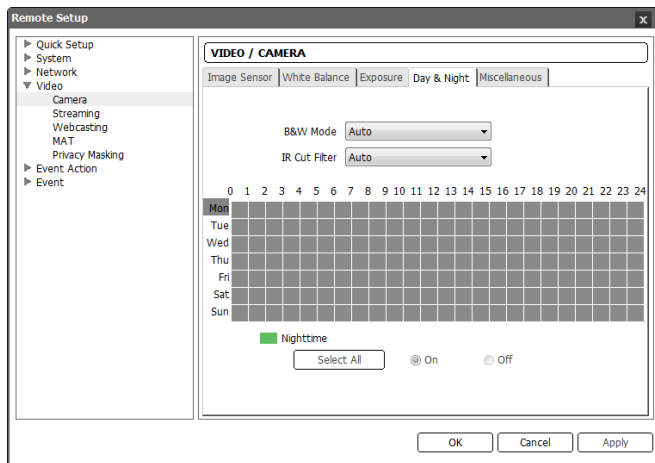 Remote Setup
x
Quick Setup
System
Network
Video
Camera
Streaming
Webcasting
MAT
Privacy Masking
Event Action
Event
VIDEO / CAMERA
Image Sensor White Balance Exposure Day & Night Miscellaneous
B&W Mode Auto
IR Cut Filter Auto
0 1 2 3 4 5 6 7 8 9 10 11 12 13 14 15 16 17 18 19 20 21 22 23 24
Mon
Tue
Wed
Thu
Fri
Sat
Sun
Nighttime
Select All On Off
OK Cancel Apply